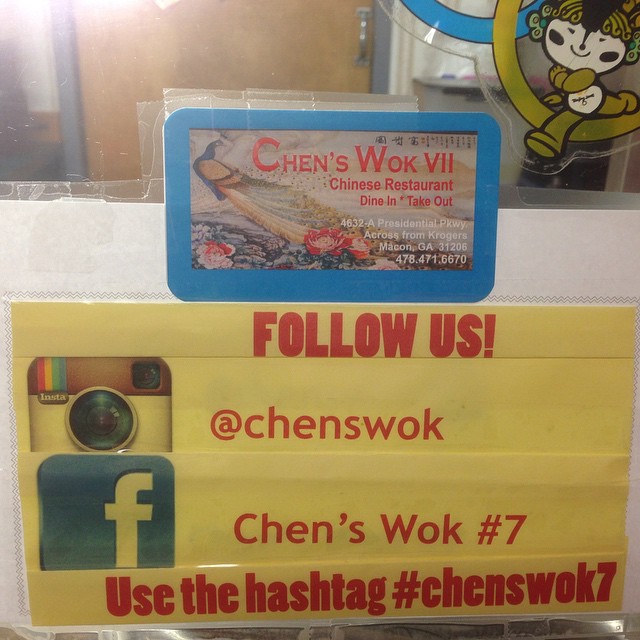 CHEN'S WOK VII
Chinese Restaurant
Dine In * Take Out
4632-A Presidential Pkwy
Across from Krogers
Macon, GA 31206
478.471.6670
FOLLOW US!
Insta
@chenswok
f
Chen's Wok #7
Use the hashtag #chenswok7